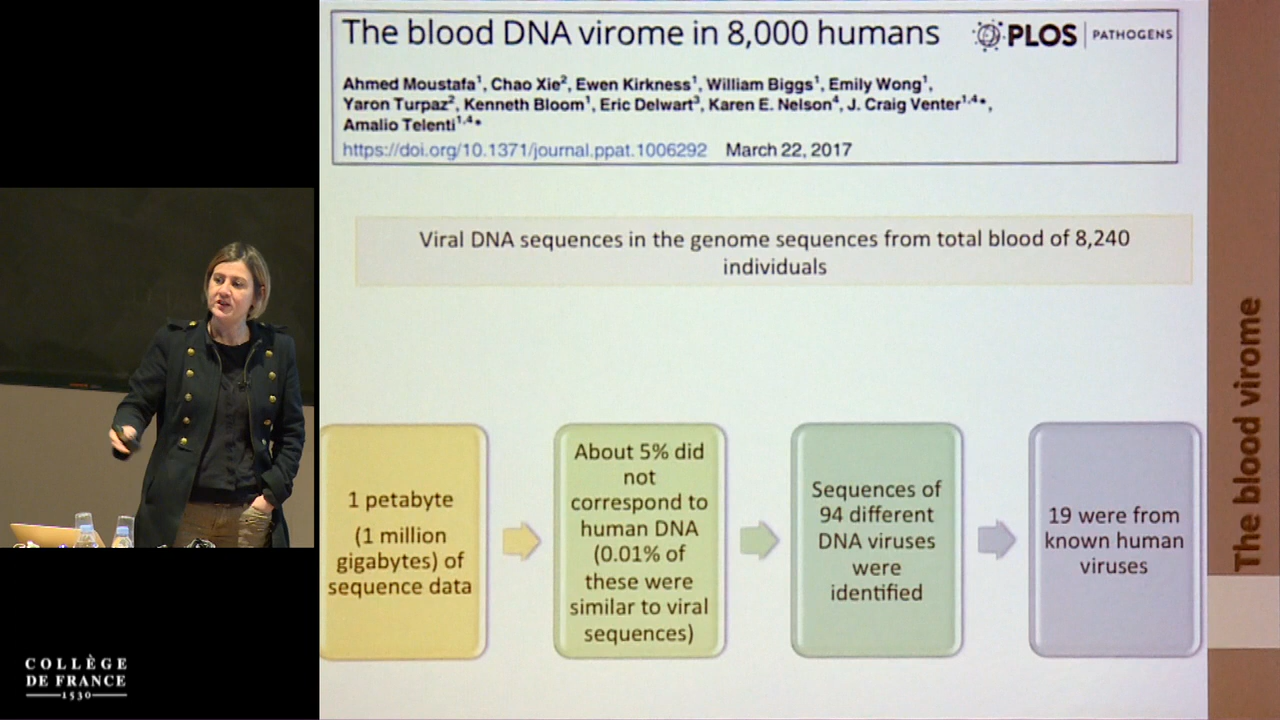 The blood DNA virome in 8,000 humans
PLOS | PATHOGENS
Ahmed Moustafa1, Chao Xie2, Ewen Kirkness1, William Biggs1, Emily Wong1,
Yaron Turpaz2, Kenneth Bloom1, Eric Delwart3, Karen E. Nelson4, J. Craig Venter1,4*,
Amalio Telenti1,4*
https://doi.org/10.1371/journal.ppat.1006292 March 22, 2017
Viral DNA sequences in the genome sequences from total blood of 8,240
individuals
1 petabyte
(1 million
gigabytes) of
sequence data
About 5% did
not
correspond to
human DNA
(0.01% of
these were
similar to viral
sequences)
Sequences of
94 different
DNA viruses
were
identified
19 were from
known human
viruses
The blood virome
COLLÈGE
DE FRANCE
1530